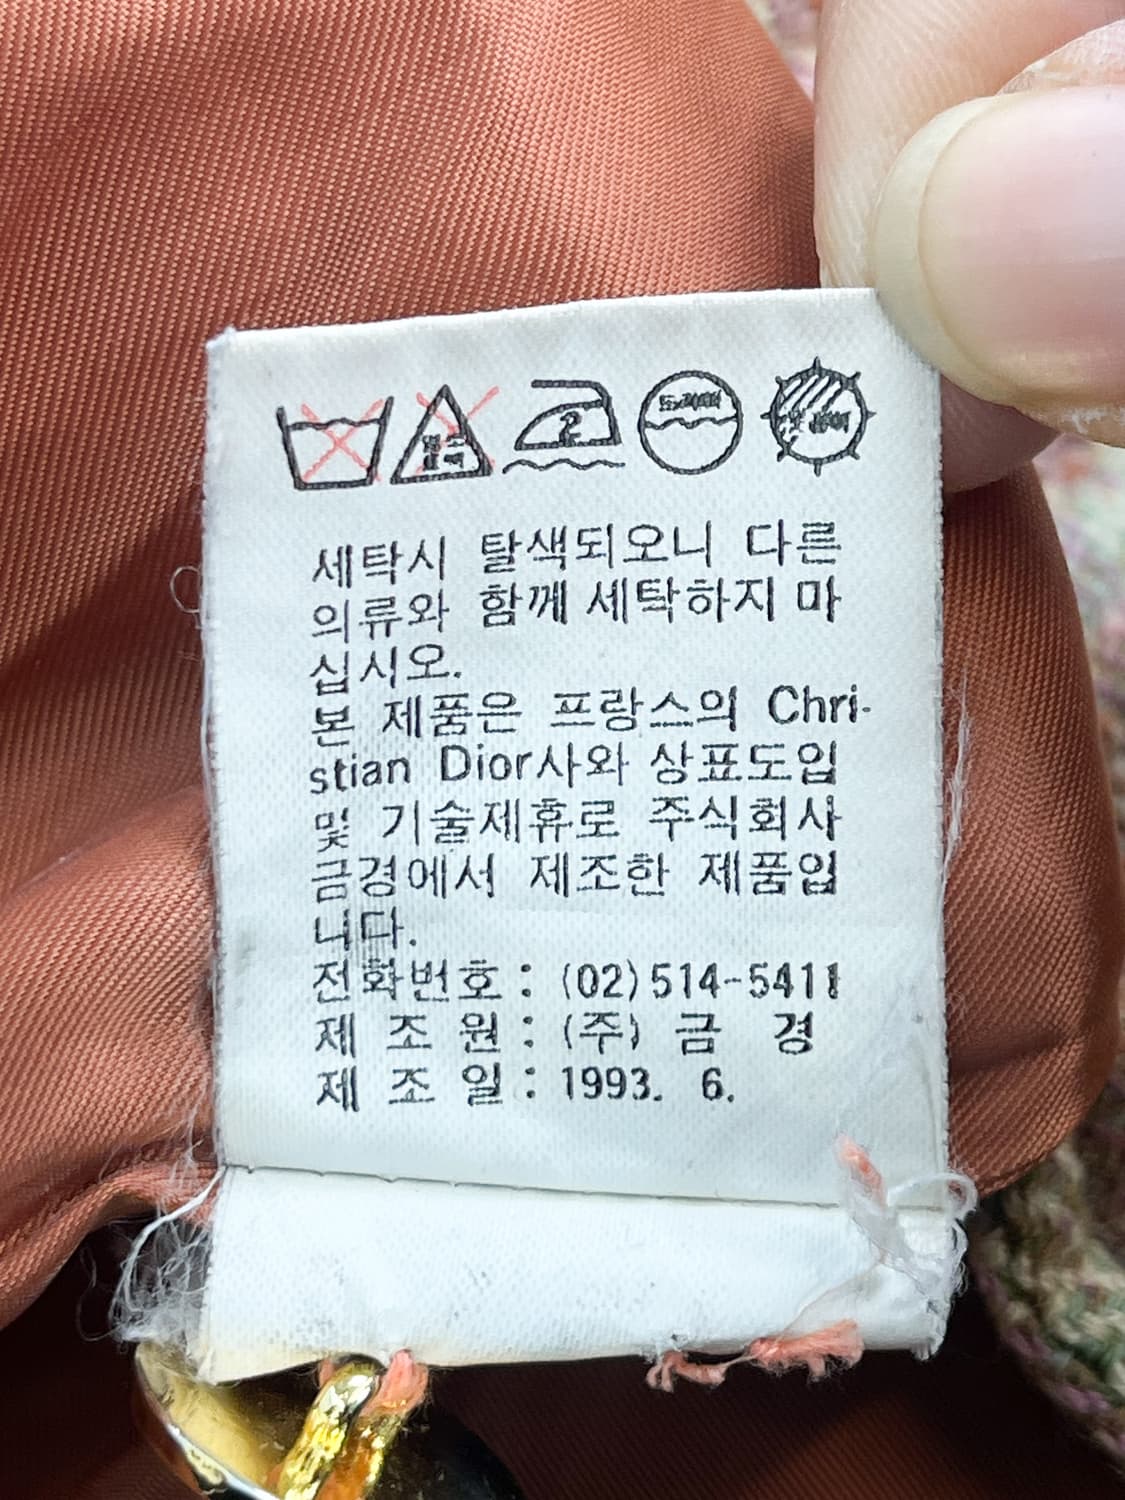 2
드라이
세탁시 탈색되오니 다른
의류와 함께 세탁하지 마
십시오.
본 제품은 프랑스의 Chri-
stian Dior사와 상표도입
및 기술제휴로 주식회사
금경에서 제조한 제품입
니다.
전화번호 : (02)514-5411
제 조 원 : (주) 금 경
제 조 일 : 1993. 6.